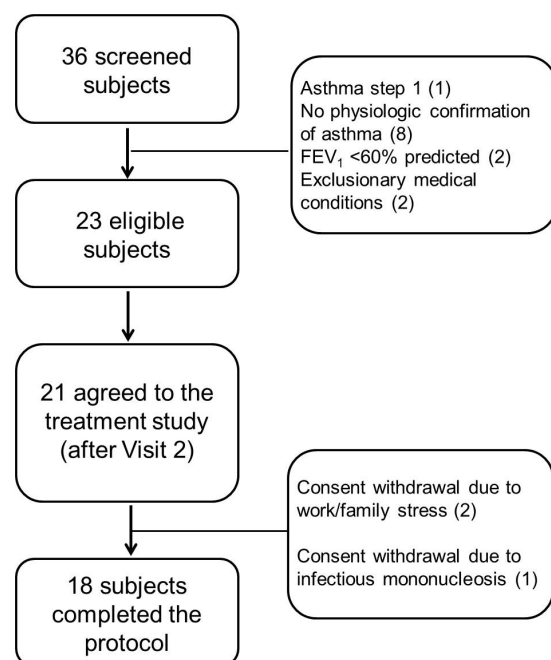 36 screened
subjects
Asthma step 1 (1)
No physiologic confirmation
of asthma (8)
FEV₁ <60% predicted (2)
Exclusionary medical
conditions (2)
23 eligible
subjects
21 agreed to the
treatment study
(after Visit 2)
Consent withdrawal due to
work/family stress (2)
Consent withdrawal due to
infectious mononucleosis (1)
18 subjects
completed the
protocol